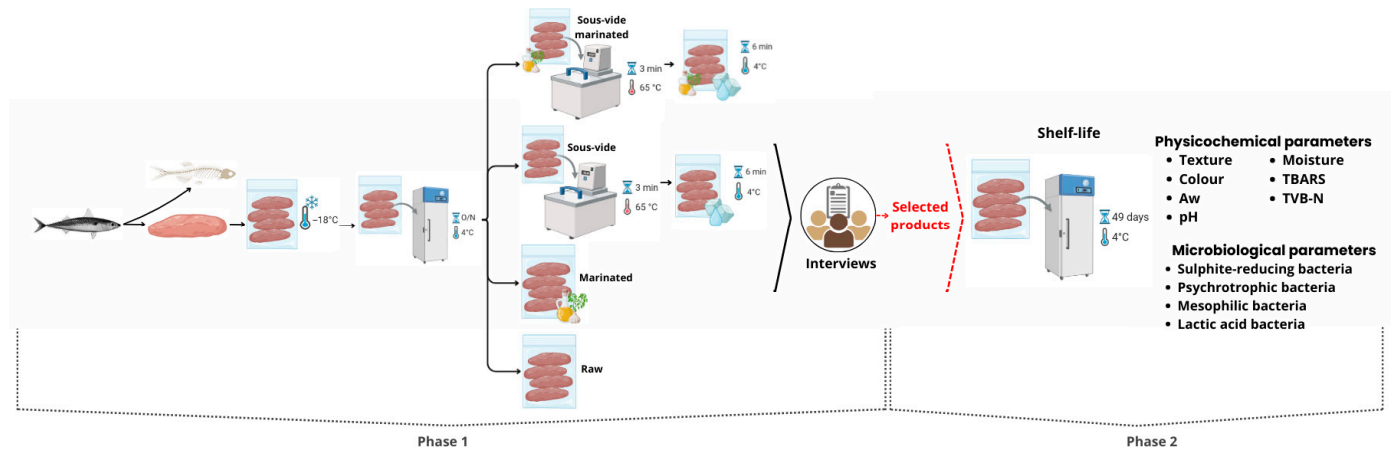 Sous-vide
marinated
3 min
65 °C
6 min
4°C
Sous-vide
3 min
65 °C
6 min
4°C
−18°C
O/N
4°C
Marinated
Raw
Interviews
Selected
products
Shelf-life
49 days
4°C
Physicochemical parameters
• Texture
• Colour
• Aw
• pH
• Moisture
• TBARS
• TVB-N
Microbiological parameters
• Sulphite-reducing bacteria
• Psychrotrophic bacteria
• Mesophilic bacteria
• Lactic acid bacteria
Phase 1
Phase 2